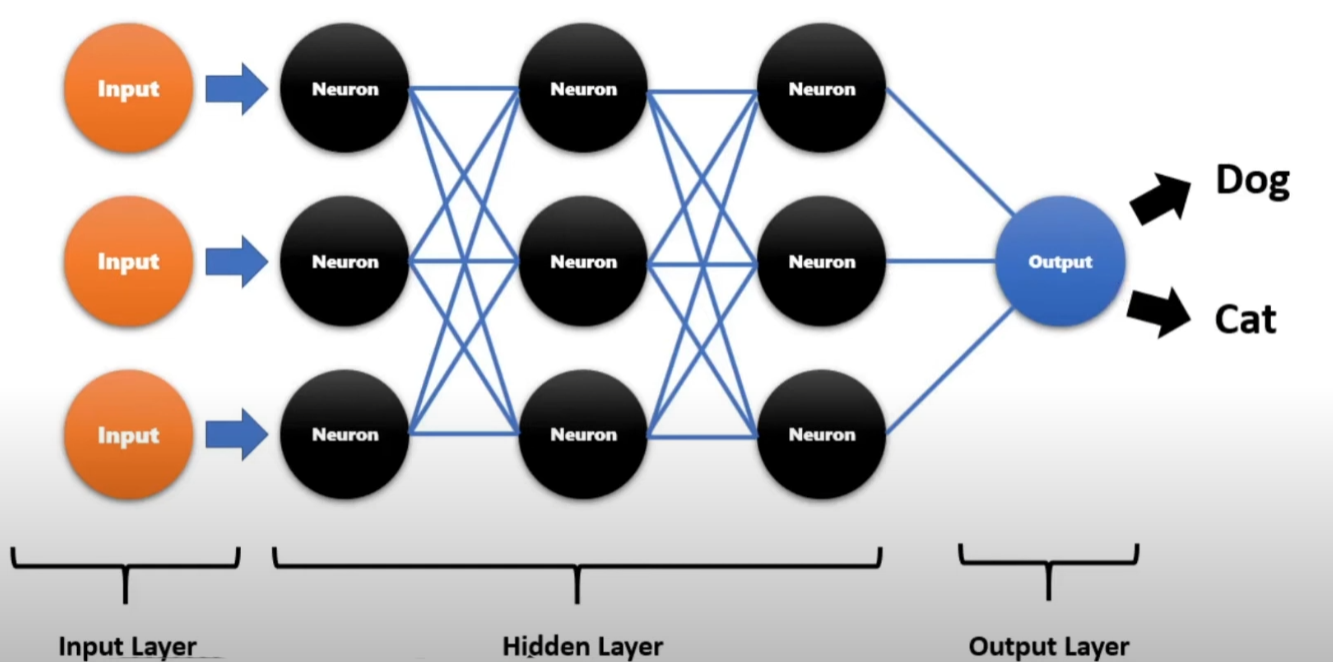 Input
Neuron
Neuron
Neuron
Dog
Input
Neuron
Neuron
Neuron
Output
Cat
Input
Neuron
Neuron
Neuron
Input Layer
Hidden Layer
Output Layer